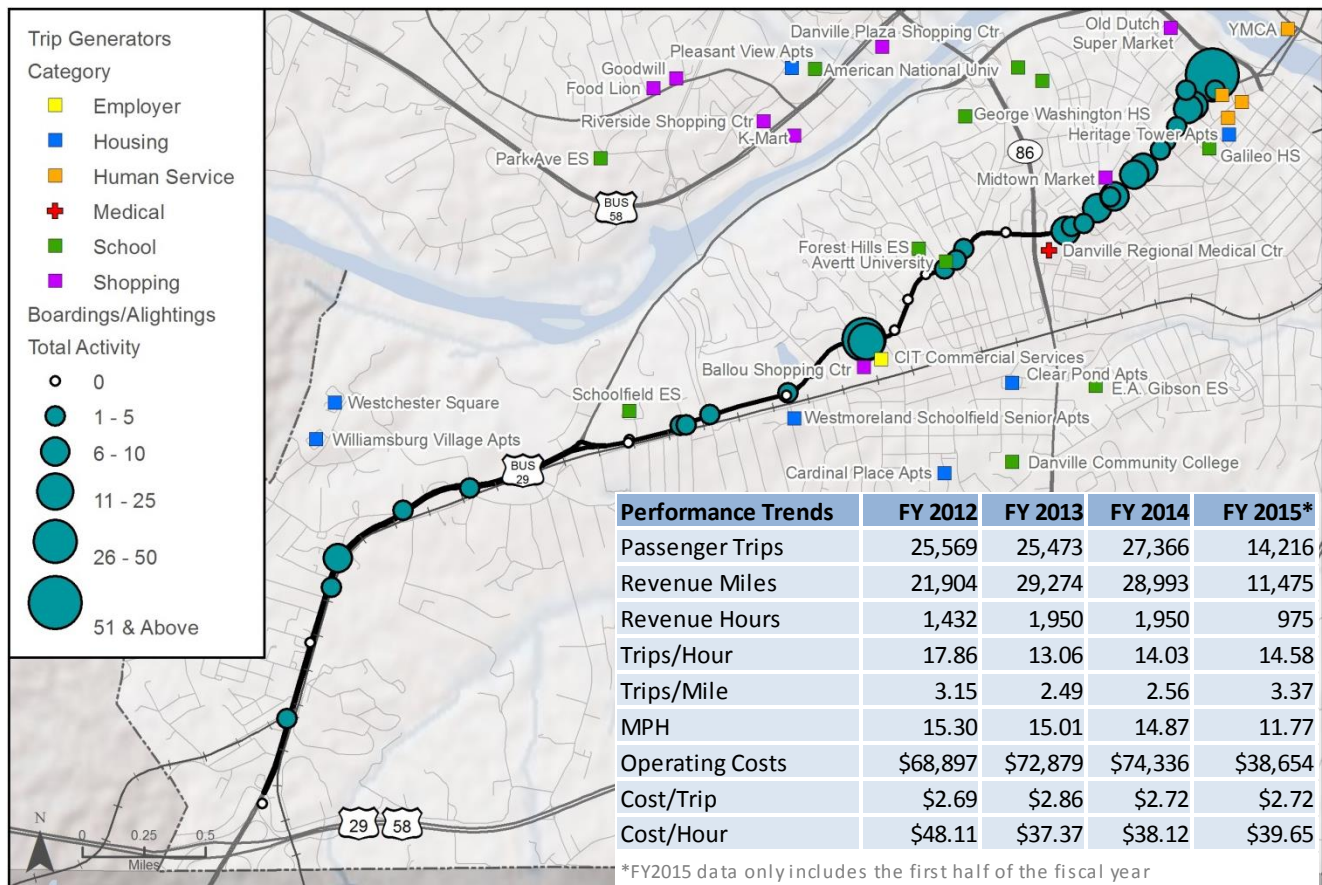 Trip Generators
Category
Employer
Housing
Human Service
Medical
School
Shopping
Boardings/Alightings
Total Activity
0
1 - 5
6 - 10
11 - 25
26 - 50
51 & Above
Old Dutch
Super Market
YMCA
Danville Plaza Shopping Ctr
Pleasant View Apts
American National Univ
Goodwill
Food Lion
Riverside Shopping Ctr
K-Mart
George Washington HS
Heritage Tower Apts
Galileo HS
Park Ave ES
86
Midtown Market
BUS
58
Forest Hills ES
Avertt University
Danville Regional Medical Ctr
CIT Commercial Services
Ballou Shopping Ctr
Clear Pond Apts
E.A. Gibson ES
Westchester Square
Schoolfield ES
Westmoreland Schoolfield Senior Apts
Williamsburg Village Apts
BUS
29
Cardinal Place Apts
Danville Community College
Performance Trends FY 2012 FY 2013 FY 2014 FY 2015*
Passenger Trips 25,569 25,473 27,366 14,216
Revenue Miles 21,904 29,274 28,993 11,475
Revenue Hours 1,432 1,950 1,950 975
Trips/Hour 17.86 13.06 14.03 14.58
Trips/Mile 3.15 2.49 2.56 3.37
MPH 15.30 15.01 14.87 11.77
Operating Costs $68,897 $72,879 $74,336 $38,654
Cost/Trip $2.69 $2.86 $2.72 $2.72
Cost/Hour $48.11 $37.37 $38.12 $39.65
*FY2015 data only includes the first half of the fiscal year
29 58
N
0 0.25 0.5
Miles